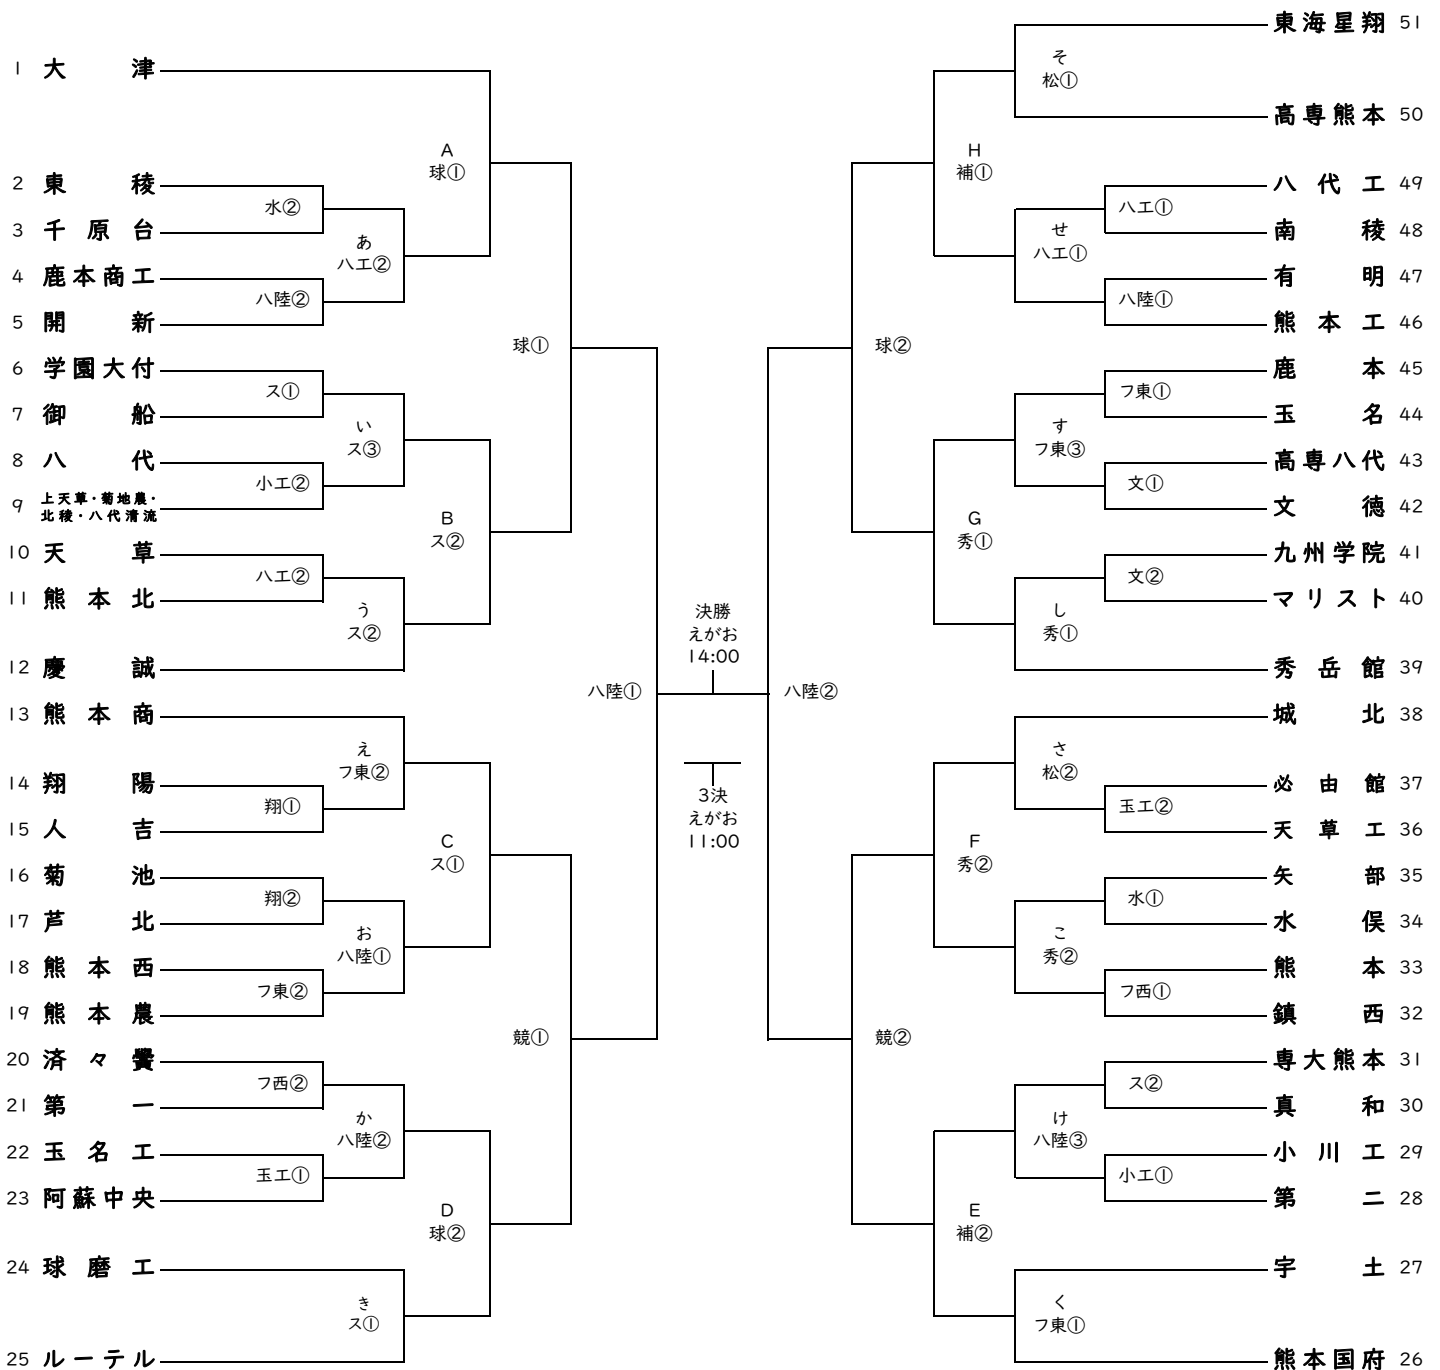 1 大津
2 東稜
3 千原台
4 鹿本商工
5 開新
6 学園大付
7 御船
8 八代
9 上天草・菊地農・
北稜・八代清流
10 天草
11 熊本北
12 慶誠
13 熊本商
14 翔陽
15 人吉
16 菊池
17 芦北
18 熊本西
19 熊本農
20 済々黌
21 第一
22 玉名工
23 阿蘇中央
24 球磨工
25 ルーテル
水②
八陸②
ス①
小工②
八工②
翔①
翔②
フ東②
フ西②
玉工①
あ
八工②
い
ス③
う
ス②
え
フ東②
お
八陸①
か
八陸②
き
ス①
A
球①
B
ス②
C
ス①
D
球②
球①
競①
八陸①
決勝
えがお
14:00
3決
えがお
11:00
八陸②
球②
競②
H
補①
G
秀①
F
秀②
E
補②
そ
松①
せ
八工①
す
フ東③
し
秀①
さ
松②
こ
秀②
け
八陸③
く
フ東①
八工①
八陸①
フ東①
文①
文②
玉工②
水①
フ西①
ス②
小工①
東海星翔 51
高専熊本 50
八代工 49
南稜 48
有明 47
熊本工 46
鹿本 45
玉名 44
高専八代 43
文徳 42
九州学院 41
マリスト 40
秀岳館 39
城北 38
必由館 37
天草工 36
矢部 35
水俣 34
熊本 33
鎮西 32
専大熊本 31
真和 30
小川工 29
第二 28
宇土 27
熊本国府 26